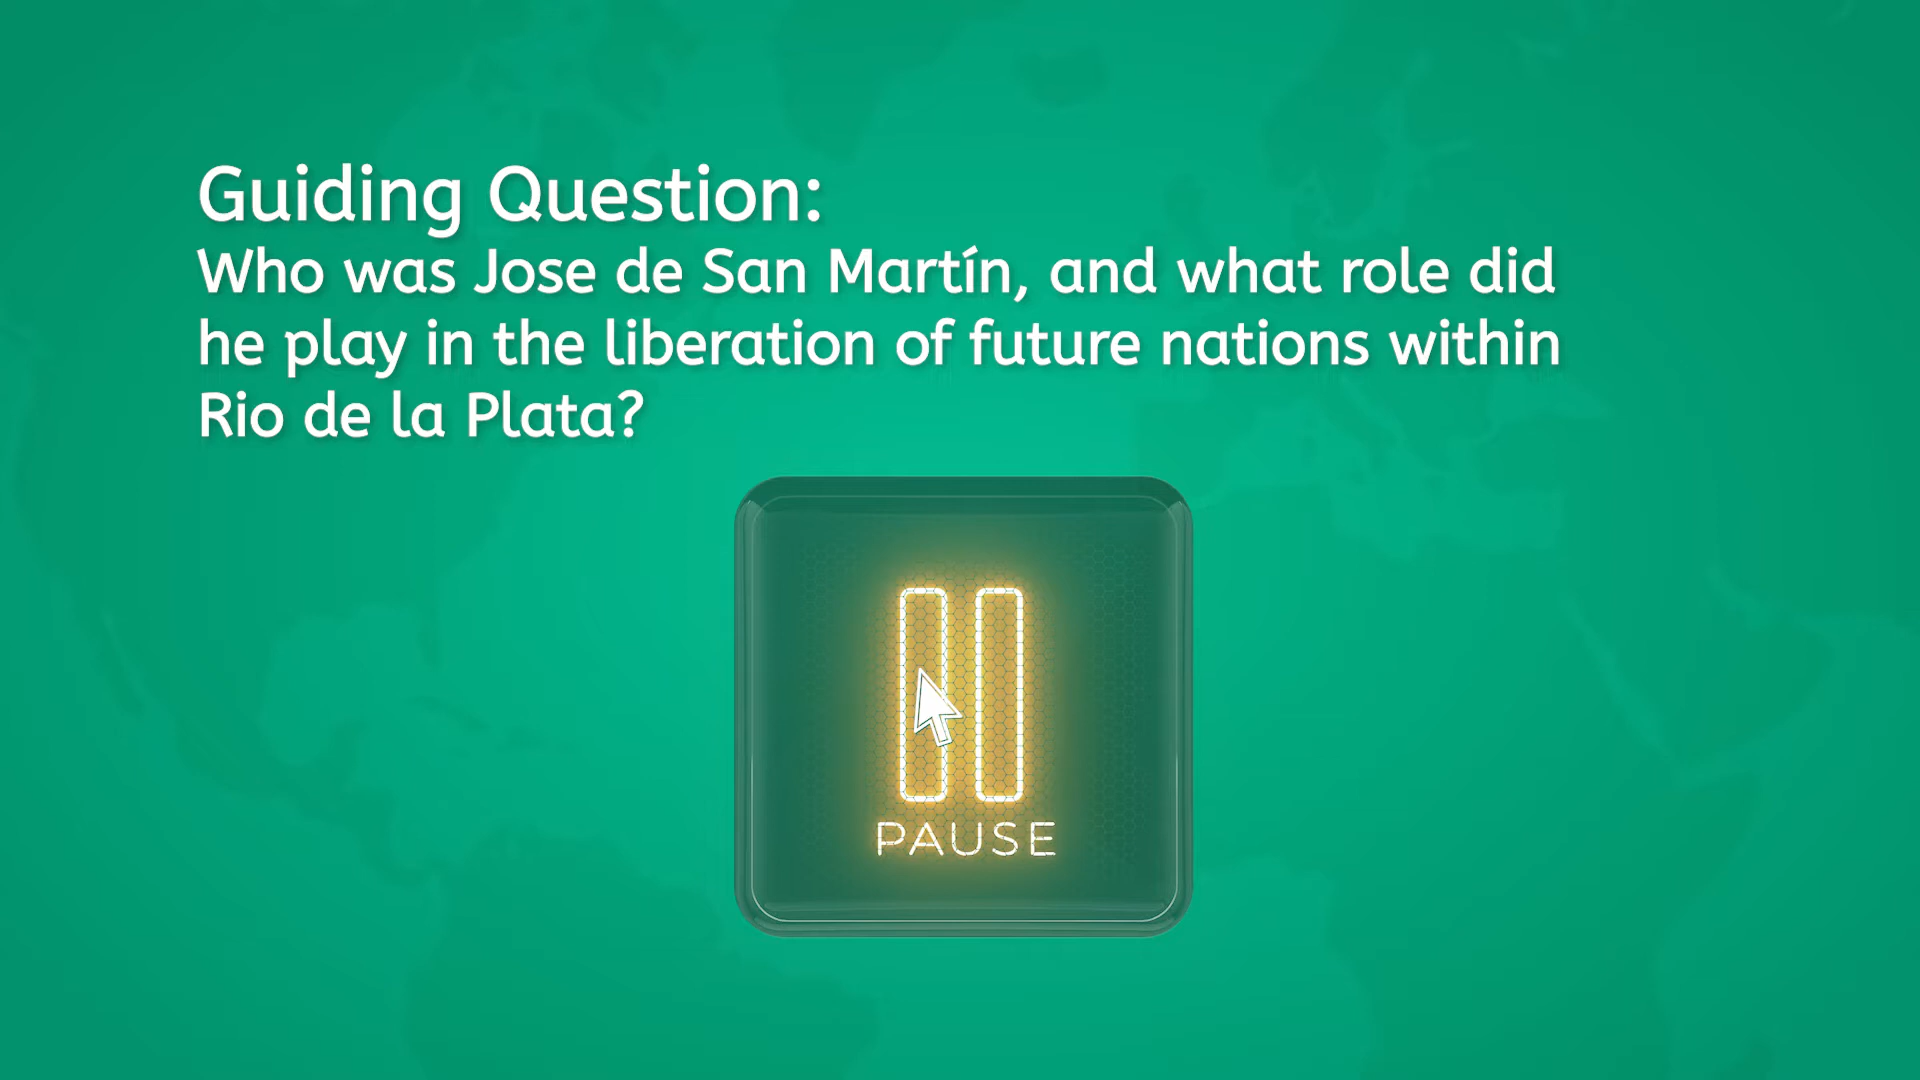 Guiding Question:
Who was Jose de San Martín, and what role did
he play in the liberation of future nations within
Rio de la Plata?
PAUSE